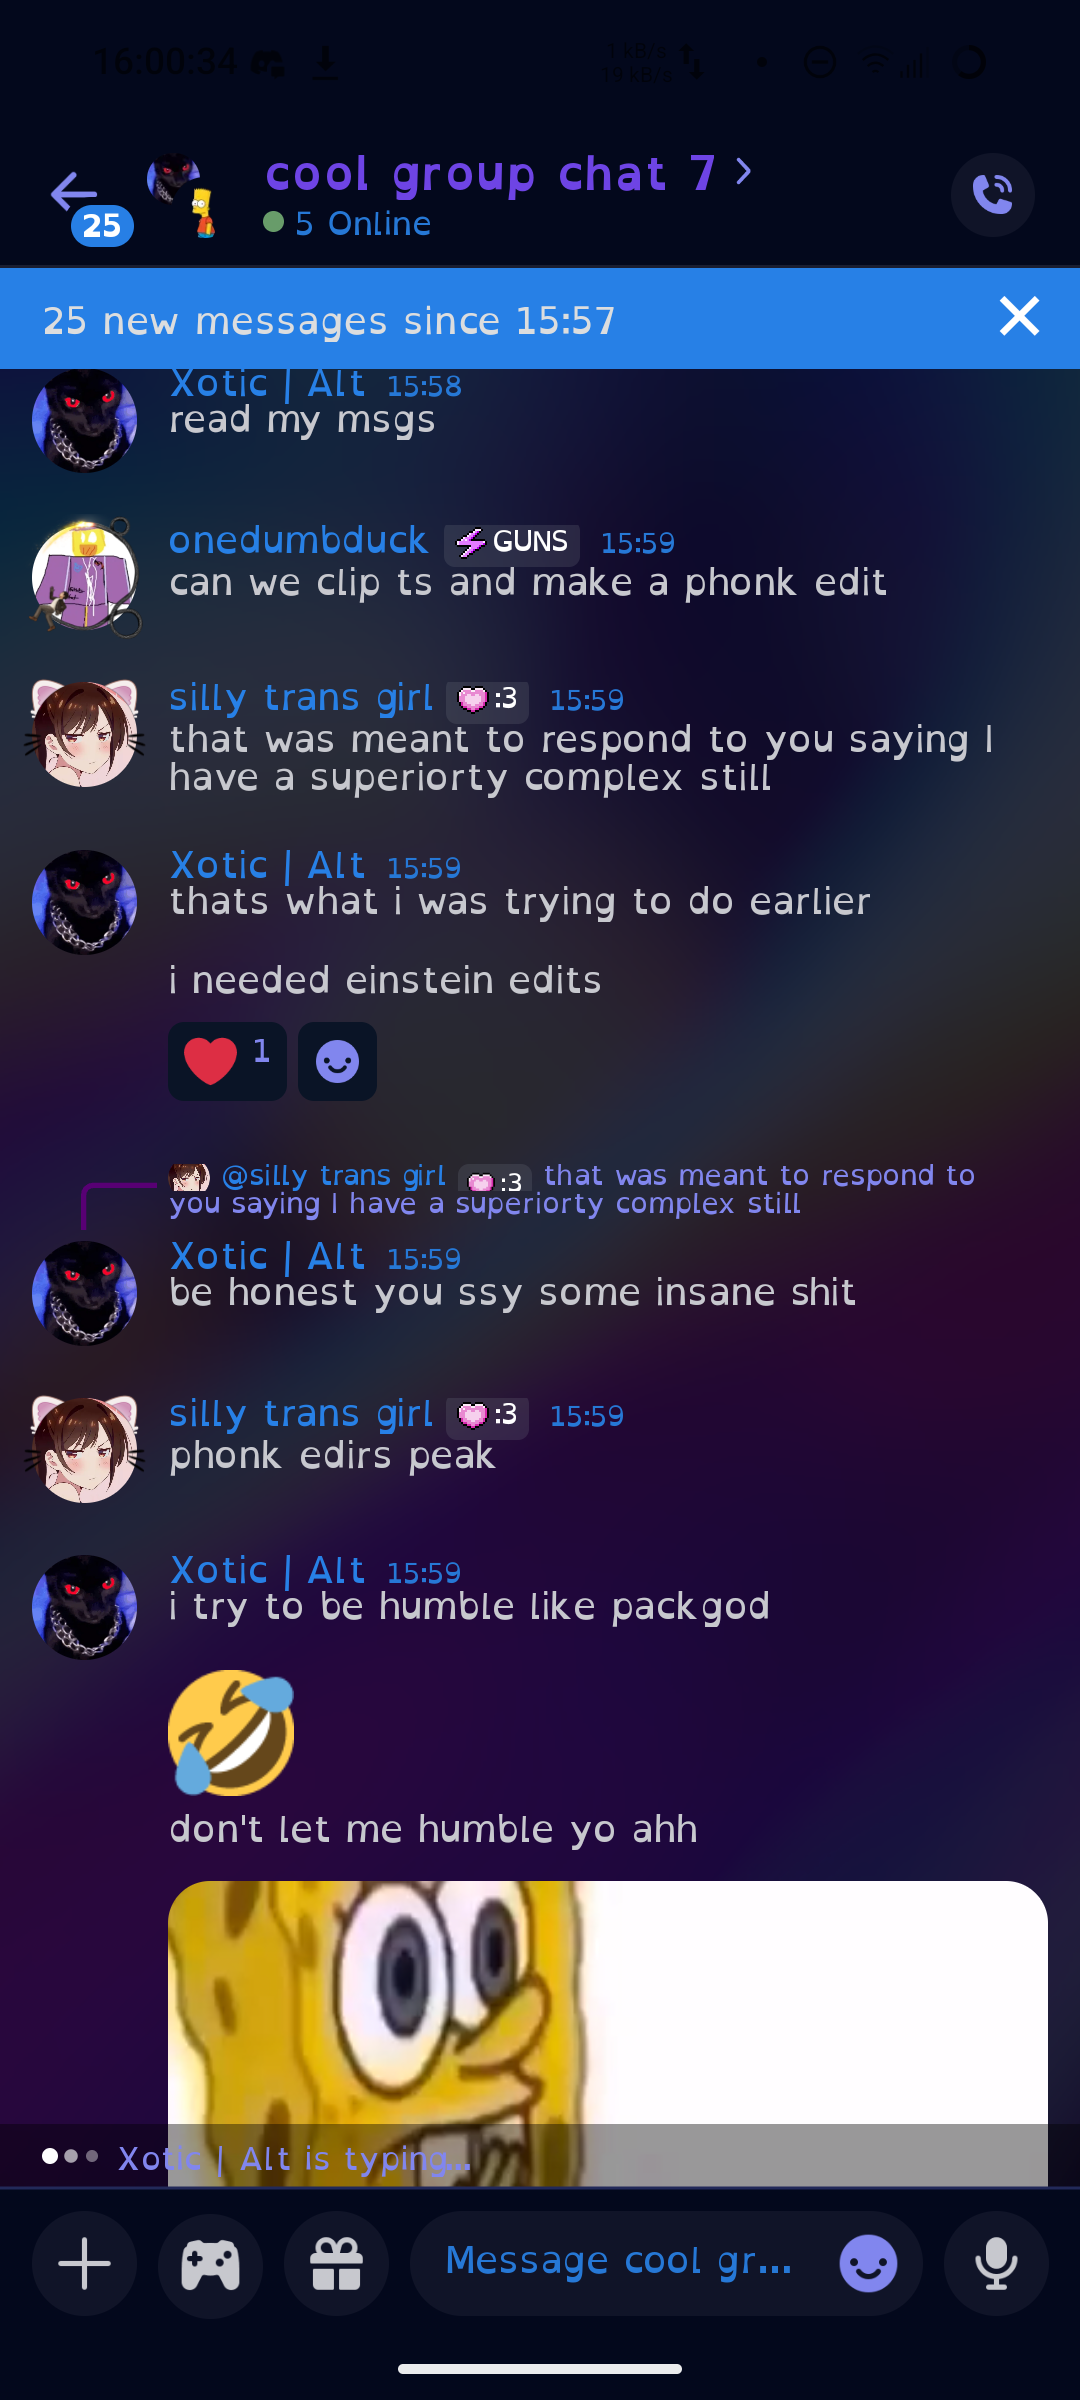 16:00:34
1 kB/s
19 kB/s
cool group chat 7
25
5 Online
25 new messages since 15:57
Xotic | Alt 15:58
read my msgs
onedumbduck GUNS 15:59
can we clip ts and make a phonk edit
silly trans girl :3 15:59
that was meant to respond to you saying I
have a superiorty complex still
Xotic | Alt 15:59
thats what i was trying to do earlier
i needed einstein edits
1
@silly trans girl :3 that was meant to respond to
you saying I have a superiorty complex still
Xotic | Alt 15:59
be honest you ssy some insane shit
silly trans girl :3 15:59
phonk edirs peak
Xotic | Alt 15:59
i try to be humble like packgod
don't let me humble yo ahh
Xotic | Alt is typing...
Message cool gr...